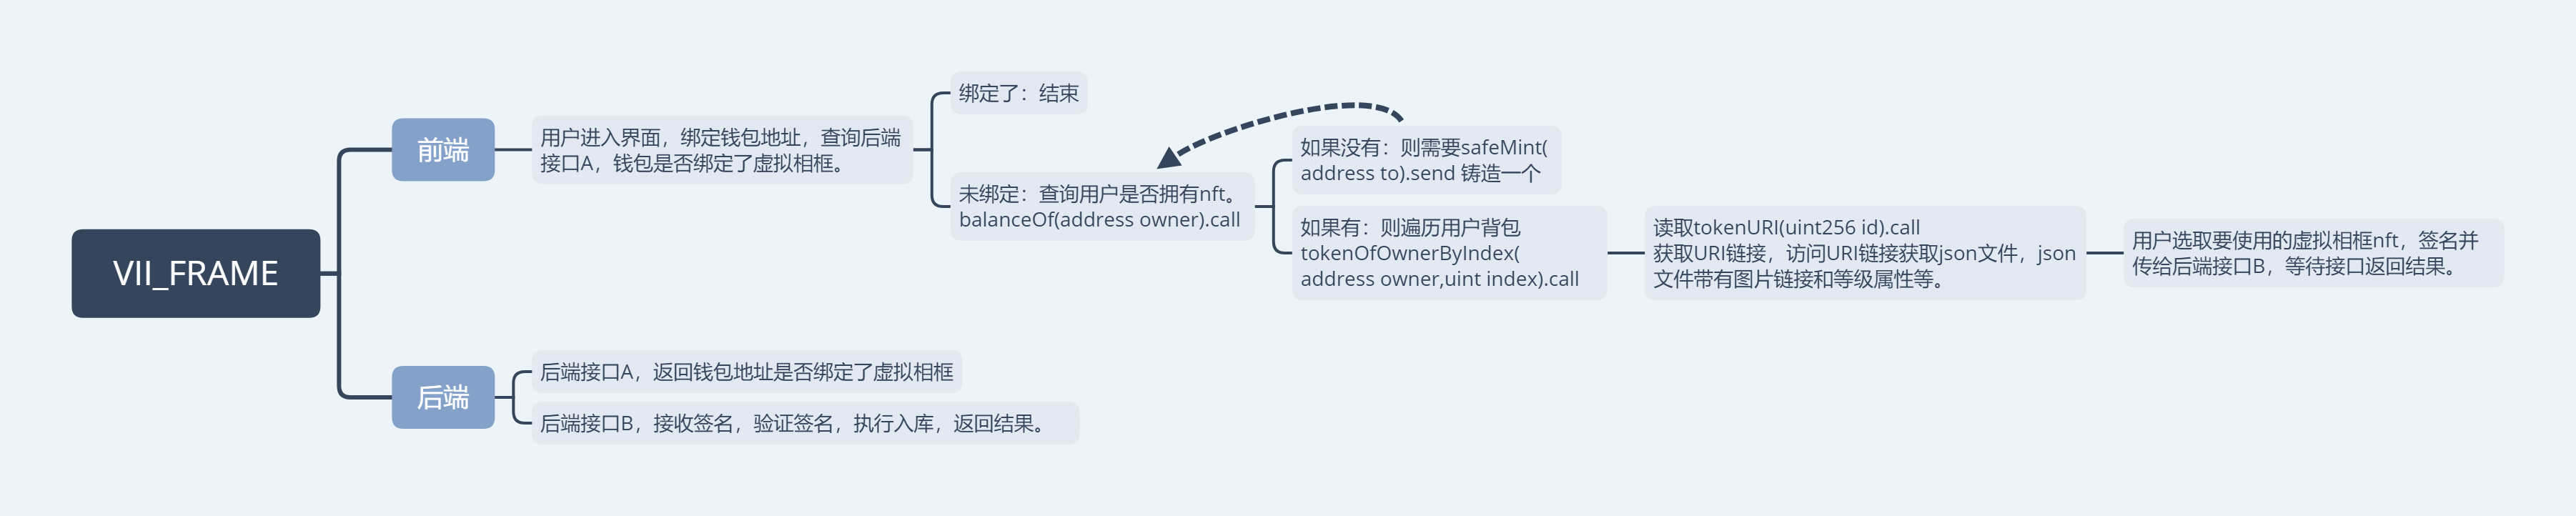 VII_FRAME
前端
用户进入界面，绑定钱包地址，查询后端
接口A，钱包是否绑定了虚拟相框。
绑定了：结束
未绑定：查询用户是否拥有nft。
balanceOf(address owner).call
如果没有：则需要safeMint(
address to).send 铸造一个
如果有：则遍历用户背包
tokenOfOwnerByIndex(
address owner,uint index).call
读取tokenURI(uint256 id).call
获取URI链接，访问URI链接获取json文件，json
文件带有图片链接和等级属性等。
用户选取要使用的虚拟相框nft，签名并
传给后端接口B，等待接口返回结果。
后端
后端接口A，返回钱包地址是否绑定了虚拟相框
后端接口B，接收签名，验证签名，执行入库，返回结果。